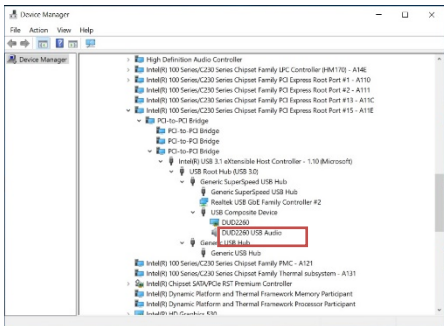 Device Manager
File Action View Help
Device Manager
High Definition Audio Controller
Intel(R) 100 Series/C230 Series Chipset Family LPC Controller (HM170) - A14E
Intel(R) 100 Series/C230 Series Chipset Family PCI Express Root Port #1 - A110
Intel(R) 100 Series/C230 Series Chipset Family PCI Express Root Port #2 - A111
Intel(R) 100 Series/C230 Series Chipset Family PCI Express Root Port #13 - A11C
Intel(R) 100 Series/C230 Series Chipset Family PCI Express Root Port #15 - A11E
PCI-to-PCI Bridge
PCI-to-PCI Bridge
PCI-to-PCI Bridge
PCI-to-PCI Bridge
Intel(R) USB 3.1 eXtensible Host Controller - 1.10 (Microsoft)
USB Root Hub (USB 3.0)
Generic SuperSpeed USB Hub
Generic SuperSpeed USB Hub
Realtek USB GbE Family Controller #2
USB Composite Device
DUD2260
DUD2260 USB Audio
Generic USB Hub
Generic USB Hub
Intel(R) 100 Series/C230 Series Chipset Family PMC - A121
Intel(R) 100 Series/C230 Series Chipset Family Thermal subsystem - A131
Intel(R) Chipset SATA/PCIe RST Premium Controller
Intel(R) Dynamic Platform and Thermal Framework Memory Participant
Intel(R) Dynamic Platform and Thermal Framework Processor Participant
Intel(R) HD Graphics 530